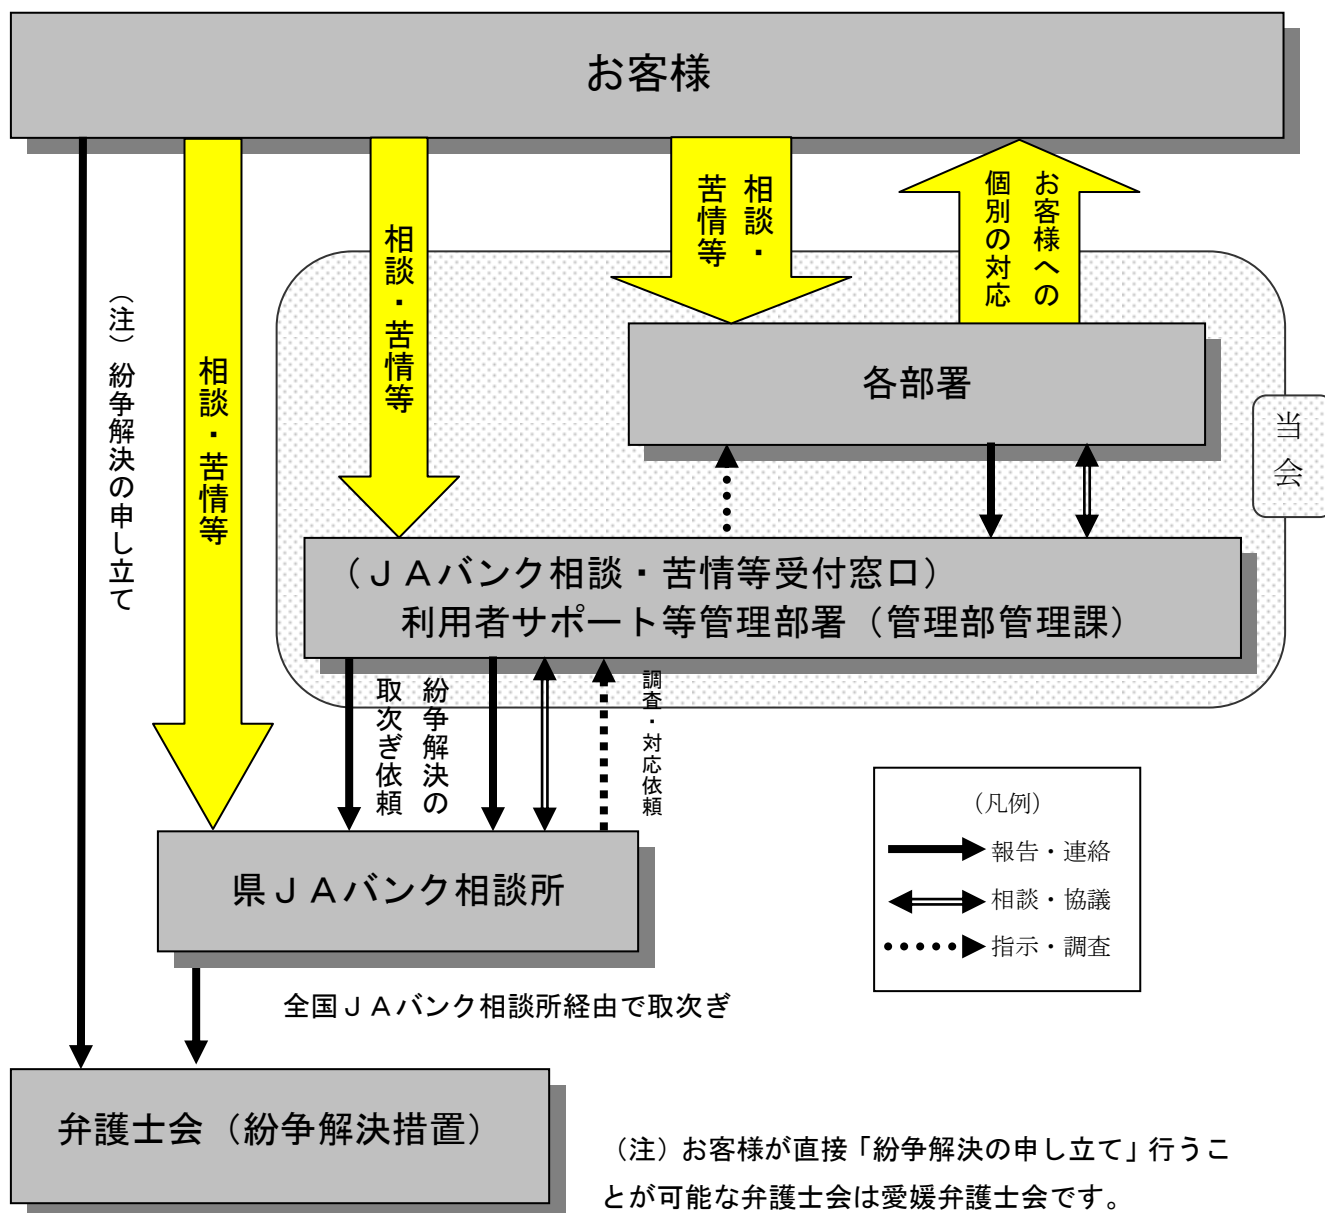 お客様
(注)紛争解決の申し立て
相談・苦情等
相談・苦情等
相談・
苦情等
お客様への
個別の対応
各部署
当会
(JAバンク相談・苦情等受付窓口)
利用者サポート等管理部署(管理部管理課)
紛争解決の
取次ぎ依頼
調査・対応依頼
県JAバンク相談所
(凡例)
報告・連絡
相談・協議
指示・調査
全国JAバンク相談所経由で取次ぎ
弁護士会(紛争解決措置)
(注)お客様が直接「紛争解決の申し立て」行うこ
とが可能な弁護士会は愛媛弁護士会です。